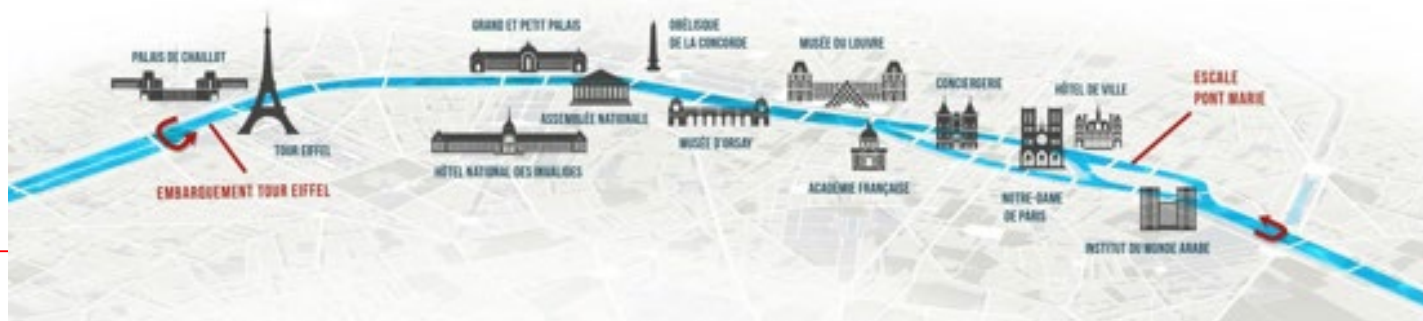 PALAIS DE CHAILLOT
TOUR EIFFEL
EMBARQUEMENT TOUR EIFFEL
GRAND ET PETIT PALAIS
ASSEMBLÉE NATIONALE
HÔTEL NATIONAL DES INVALIDES
OBÉLISQUE
DE LA CONCORDE
MUSÉE D'ORSAY
MUSÉE DU LOUVRE
ACADÉMIE FRANÇAISE
CONCIERGERIE
NOTRE-DAME
DE PARIS
HÔTEL DE VILLE
ESCALE
PONT MARIE
INSTITUT DU MONDE ARABE